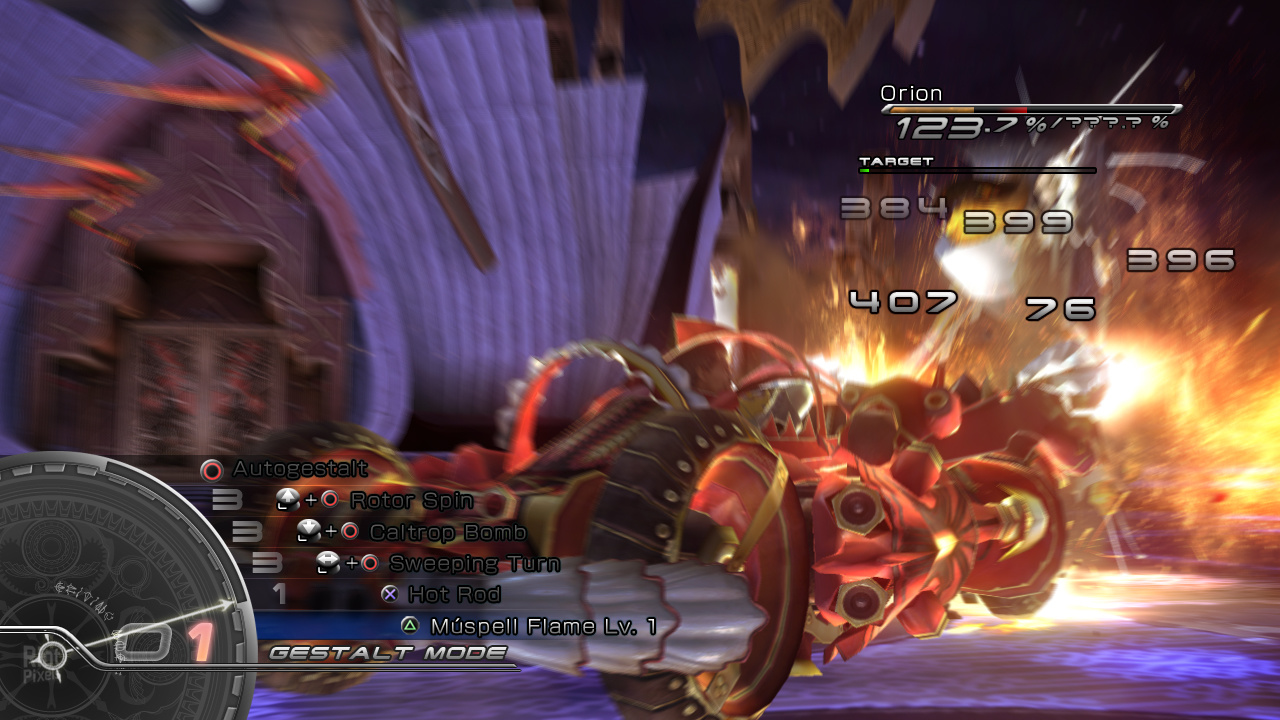 Orion
123.7 %/???.? %
TARGET
384 399
396
407 76
Autogestalt
3 + Rotor Spin
3 + Caltrop Bomb
3 + Sweeping Turn
1 Hot Rod
Múspell Flame Lv. 1
01
GESTALT MODE
Pixel